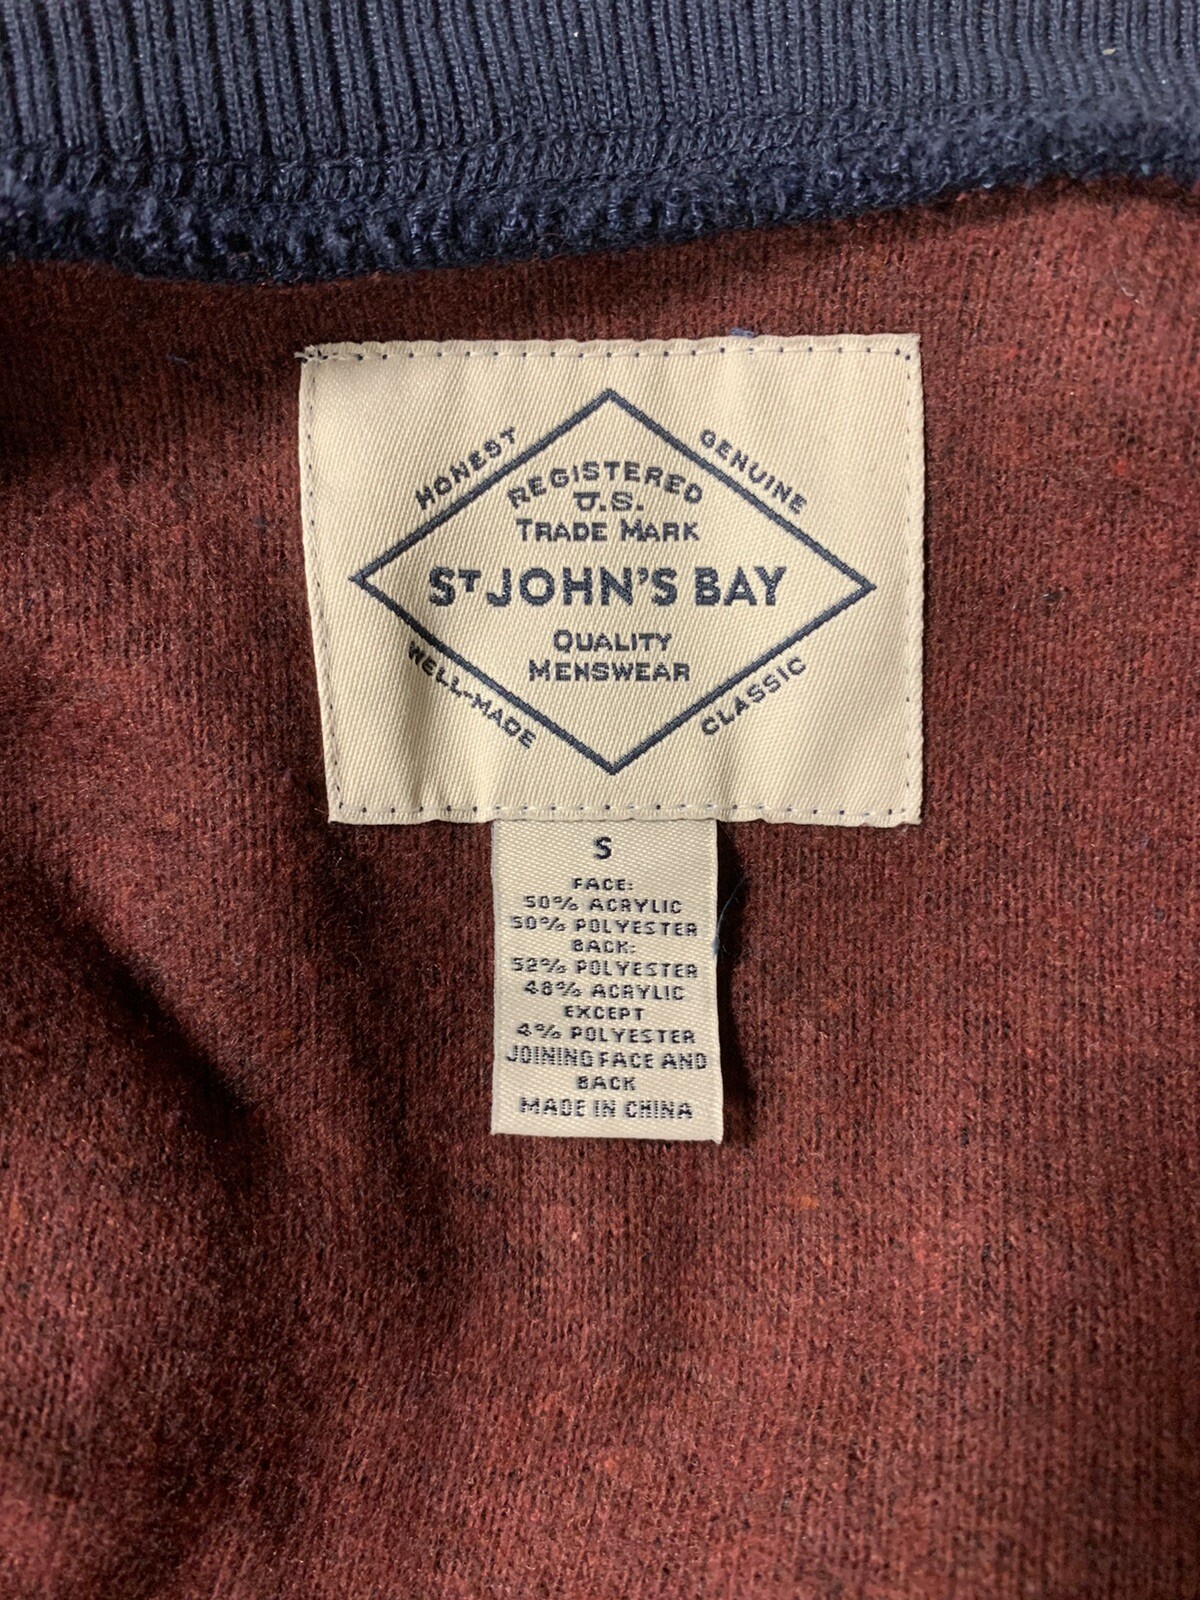 HONEST
GENUINE
REGISTERED
U.S.
TRADE MARK
ST JOHN'S BAY
QUALITY
MENSWEAR
WELL-MADE
CLASSIC
S
FACE:
50% ACRYLIC
50% POLYESTER
BACK:
52% POLYESTER
48% ACRYLIC
EXCEPT
4% POLYESTER
JOINING FACE AND
BACK
MADE IN CHINA